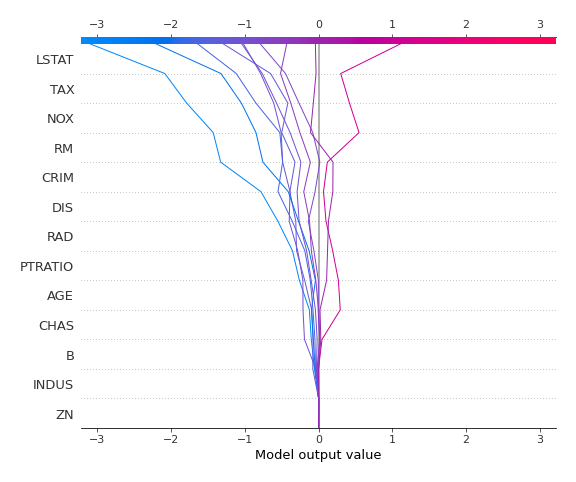 −3 −2 −1 0 1 2 3
LSTAT
TAX
NOX
RM
CRIM
DIS
RAD
PTRATIO
AGE
CHAS
B
INDUS
ZN
−3 −2 −1 0 1 2 3
Model output value